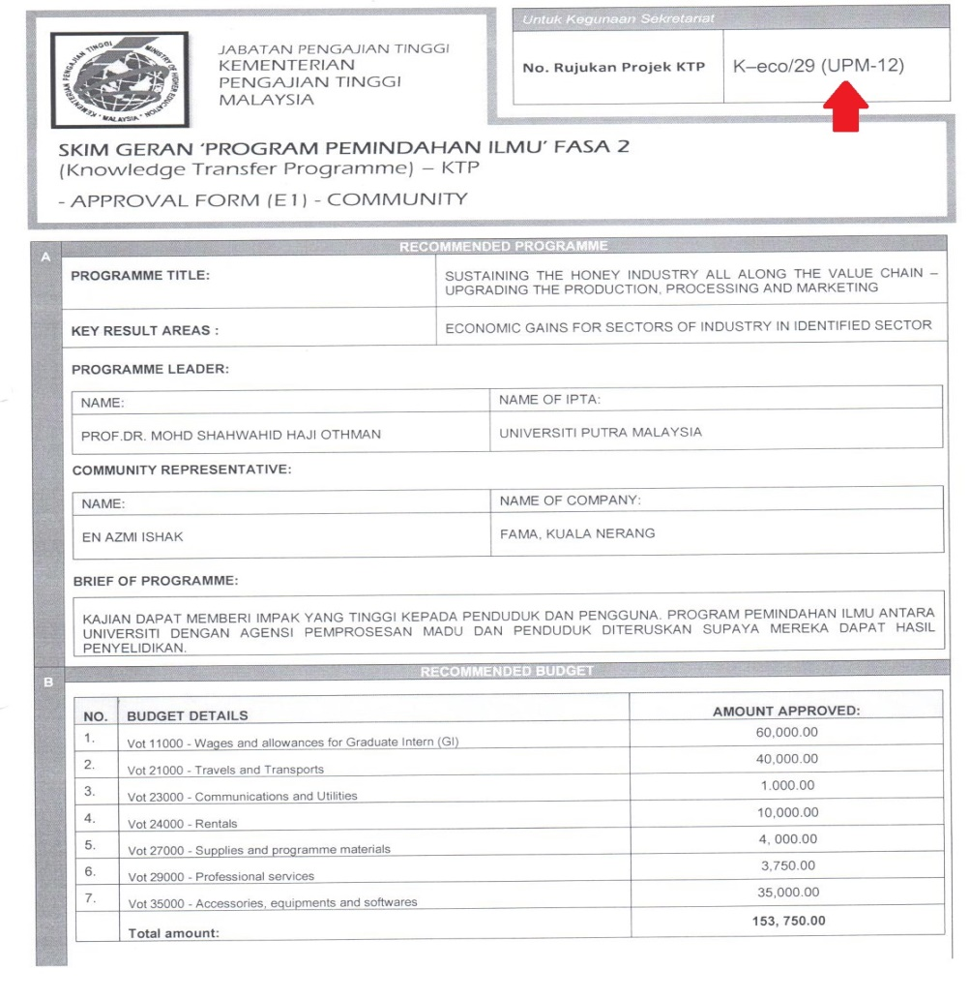 Untuk Kegunaan Sekretariat
No. Rujukan Projek KTP
K–eco/29 (UPM-12)
KEMENTERIAN PENGAJIAN TINGGI
MINISTRY OF HIGHER EDUCATION
• MALAYSIA •
JABATAN PENGAJIAN TINGGI
KEMENTERIAN
PENGAJIAN TINGGI
MALAYSIA
SKIM GERAN ‘PROGRAM PEMINDAHAN ILMU’ FASA 2
(Knowledge Transfer Programme) – KTP
- APPROVAL FORM (E1) - COMMUNITY
A
RECOMMENDED PROGRAMME
PROGRAMME TITLE:
SUSTAINING THE HONEY INDUSTRY ALL ALONG THE VALUE CHAIN –
UPGRADING THE PRODUCTION, PROCESSING AND MARKETING
KEY RESULT AREAS :
ECONOMIC GAINS FOR SECTORS OF INDUSTRY IN IDENTIFIED SECTOR
PROGRAMME LEADER:
NAME:
NAME OF IPTA:
PROF.DR. MOHD SHAHWAHID HAJI OTHMAN
UNIVERSITI PUTRA MALAYSIA
COMMUNITY REPRESENTATIVE:
NAME:
NAME OF COMPANY:
EN AZMI ISHAK
FAMA, KUALA NERANG
BRIEF OF PROGRAMME:
KAJIAN DAPAT MEMBERI IMPAK YANG TINGGI KEPADA PENDUDUK DAN PENGGUNA. PROGRAM PEMINDAHAN ILMU ANTARA
UNIVERSITI DENGAN AGENSI PEMPROSESAN MADU DAN PENDUDUK DITERUSKAN SUPAYA MEREKA DAPAT HASIL
PENYELIDIKAN.
B
RECOMMENDED BUDGET
NO. BUDGET DETAILS AMOUNT APPROVED:
1. Vot 11000 - Wages and allowances for Graduate Intern (GI) 60,000.00
2. Vot 21000 - Travels and Transports 40,000.00
3. Vot 23000 - Communications and Utilities 1.000.00
4. Vot 24000 - Rentals 10,000.00
5. Vot 27000 - Supplies and programme materials 4, 000.00
6. Vot 29000 - Professional services 3,750.00
7. Vot 35000 - Accessories, equipments and softwares 35,000.00
Total amount: 153, 750.00